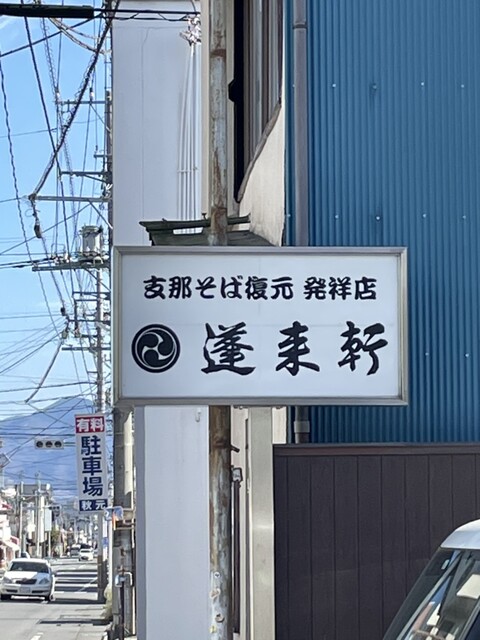 支那そば復元 発祥店
蓬来軒
有料
駐車場
秋元